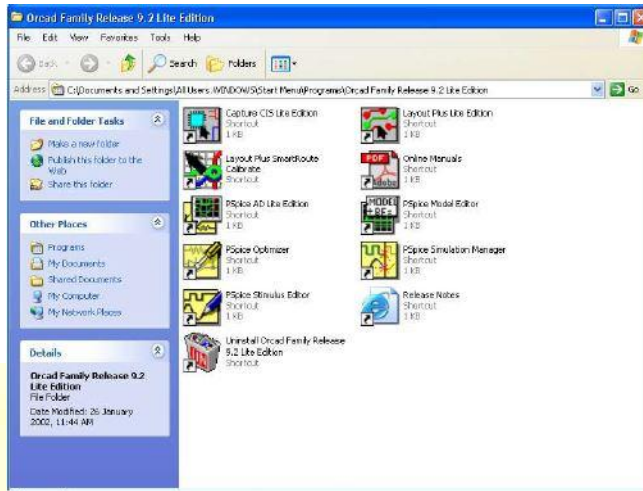 Orcad Family Release 9.2 Lite Edition
File Edit View Favorites Tools Help
Back Search Folders
Address C:\Documents and Settings\All Users.WINDOWS\Start Menu\Programs\Orcad Family Release 9.2 Lite Edition Go
File and Folder Tasks
Make a new folder
Publish this folder to the
Web
Share this folder
Other Places
Programs
My Documents
Shared Documents
My Computer
My Network Places
Details
Orcad Family Release 9.2
Lite Edition
File Folder
Date Modified: 26 January
2002, 11:44 AM
Capture CIS Lite Edition
Shortcut
1 KB
Layout Plus Lite Edition
Shortcut
1 KB
Layout Plus SmartRoute
Calibrate
Shortcut
PDF
Adobe
Online Manuals
Shortcut
1 KB
PSpice AD Lite Edition
Shortcut
1 KB
MODEL
PSpice Model Editor
Shortcut
1 KB
PSpice Optimizer
Shortcut
1 KB
PSpice Simulation Manager
Shortcut
1 KB
PSpice Stimulus Editor
Shortcut
1 KB
Release Notes
Shortcut
1 KB
Uninstall Orcad Family Release
9.2 Lite Edition
Shortcut